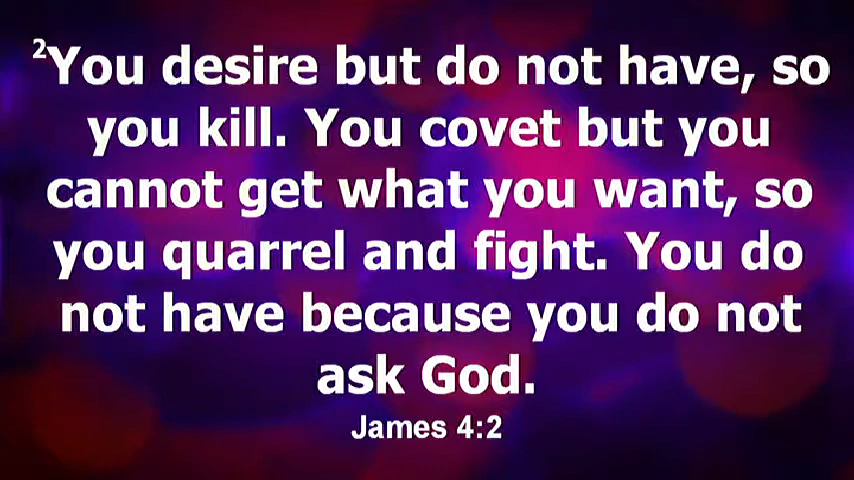 ²You desire but do not have, so
you kill. You covet but you
cannot get what you want, so
you quarrel and fight. You do
not have because you do not
ask God.
James 4:2